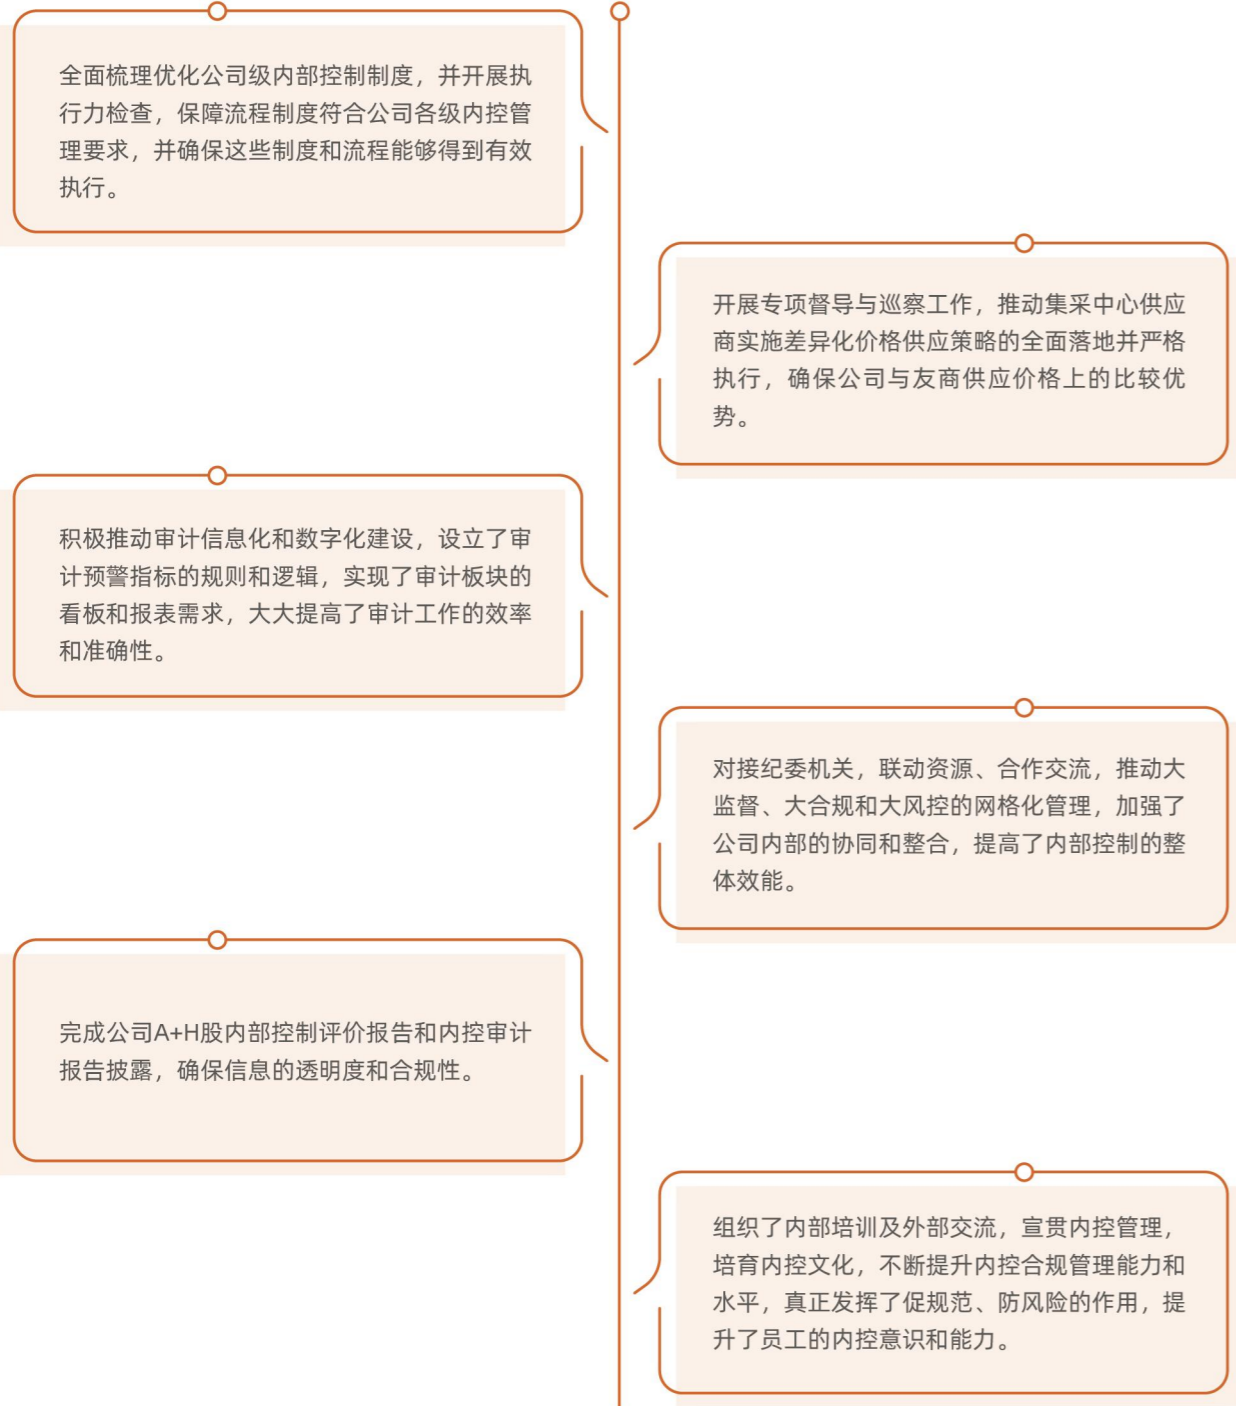 全面梳理优化公司级内部控制制度，并开展执
行力检查，保障流程制度符合公司各级内控管
理要求，并确保这些制度和流程能够得到有效
执行。
开展专项督导与巡察工作，推动集采中心供应
商实施差异化价格供应策略的全面落地并严格
执行，确保公司与友商供应价格上的比较优
势。
积极推动审计信息化和数字化建设，设立了审
计预警指标的规则和逻辑，实现了审计板块的
看板和报表需求，大大提高了审计工作的效率
和准确性。
对接纪委机关，联动资源、合作交流，推动大
监督、大合规和大风控的网格化管理，加强了
公司内部的协同和整合，提高了内部控制的整
体效能。
完成公司A+H股内部控制评价报告和内控审计
报告披露，确保信息的透明度和合规性。
组织了内部培训及外部交流，宣贯内控管理，
培育内控文化，不断提升内控合规管理能力和
水平，真正发挥了促规范、防风险的作用，提
升了员工的内控意识和能力。